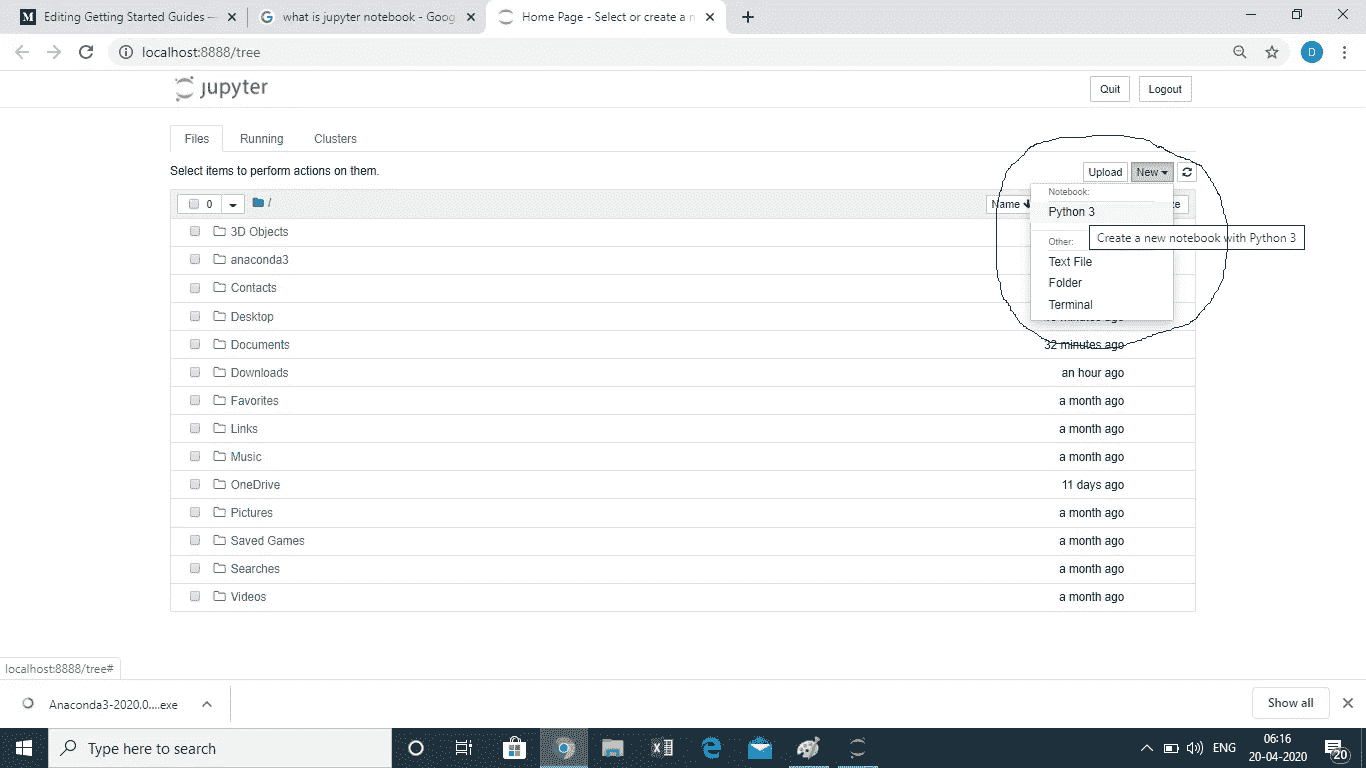 Editing Getting Started Guides —
what is jupyter notebook - Goog
Home Page - Select or create a n
localhost:8888/tree
D
jupyter
Quit
Logout
Files
Running
Clusters
Select items to perform actions on them.
Upload
New
0
/
Name
Notebook:
Python 3
Create a new notebook with Python 3
Other:
Text File
Folder
Terminal
3D Objects
anaconda3
Contacts
Desktop
Documents
32 minutes ago
Downloads
an hour ago
Favorites
a month ago
Links
a month ago
Music
a month ago
OneDrive
11 days ago
Pictures
a month ago
Saved Games
a month ago
Searches
a month ago
Videos
a month ago
localhost:8888/tree#
Anaconda3-2020.0....exe
Show all
Type here to search
ENG
06:16
20-04-2020
20